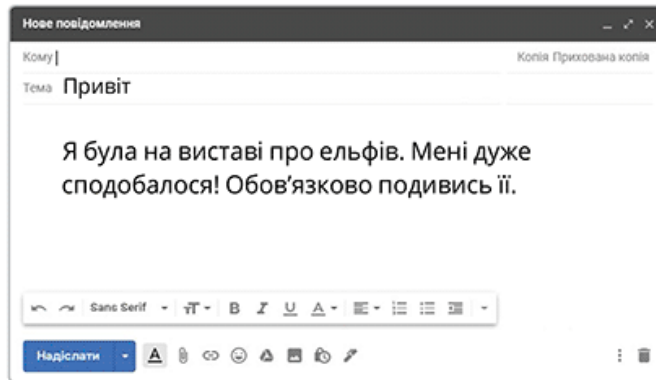 Нове повідомлення
Кому
Копія Прихована копія
Тема Привіт
Я була на виставі про ельфів. Мені дуже
сподобалося! Обов’язково подивись її.
Sans Serif
Надіслати